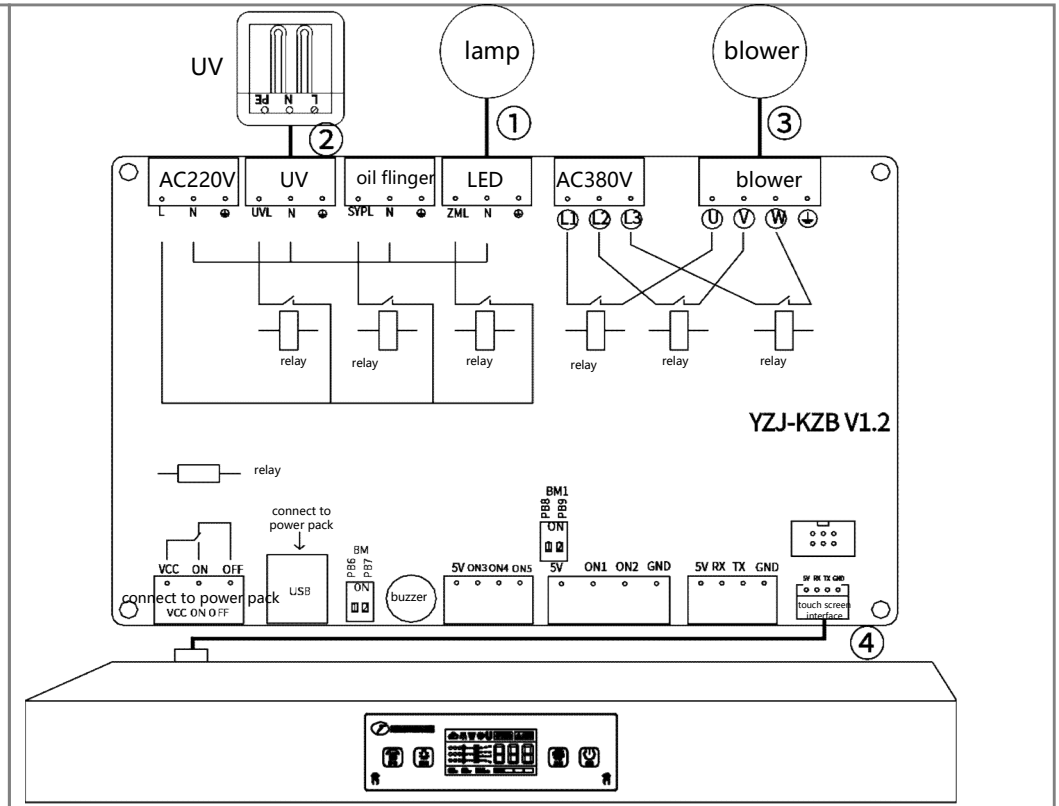 UV
PE N L
lamp
blower
②
①
③
AC220V
UV
oil flinger
LED
AC380V
blower
L N
UVL N
SYPL N
ZML N
L1 L2 L3
U V W
relay
relay
relay
relay
relay
relay
YZJ-KZB V1.2
relay
connect to
power pack
VCC ON OFF
connect to power pack
VCC ON OFF
USB
BM
PB6
PB7
ON
buzzer
BM1
PB8
PB9
ON
5V ON3 ON4 ON5
5V ON1 ON2 GND
5V RX TX GND
5V RX TX GND
touch screen
interface
④
888